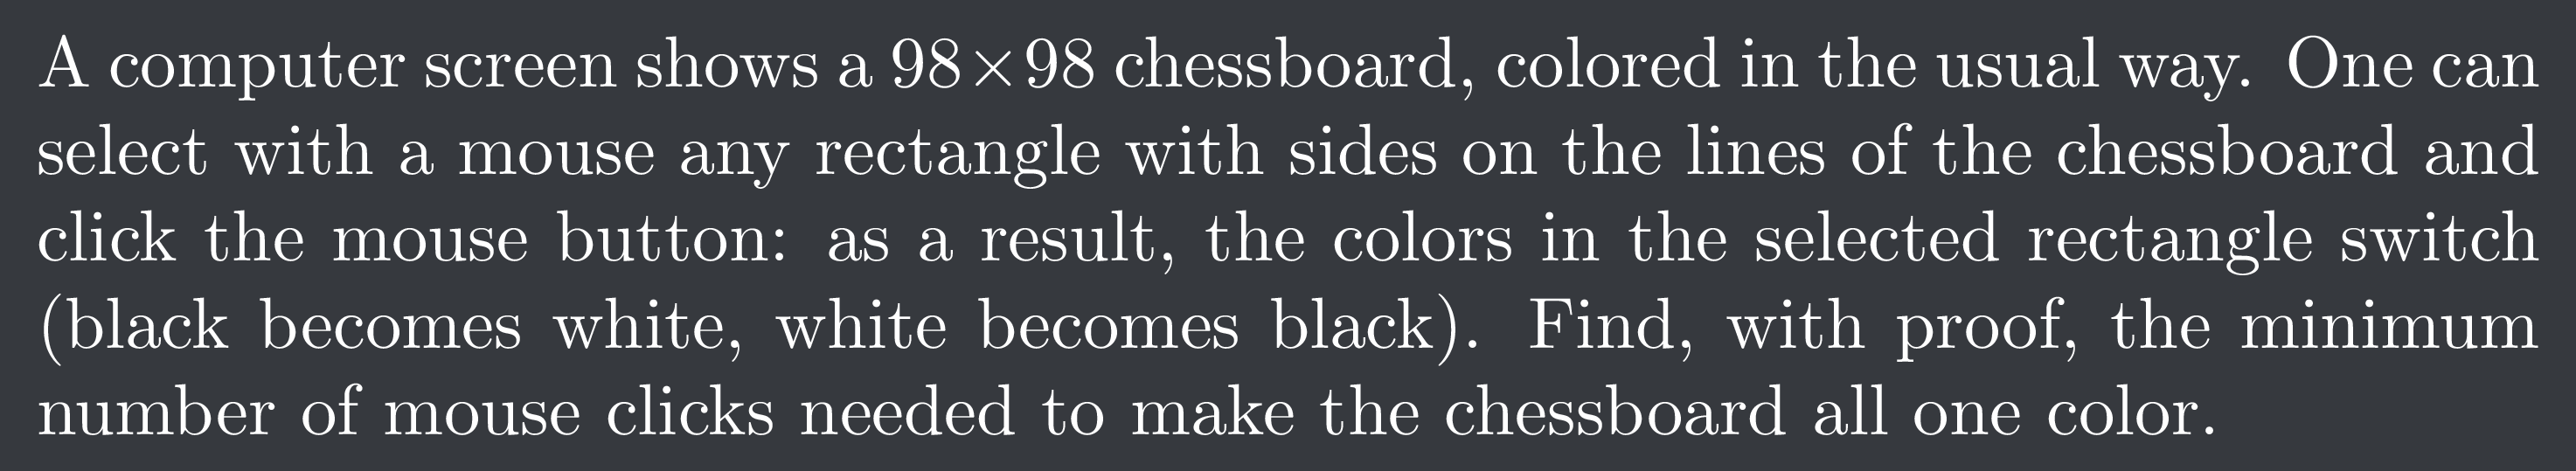 A computer screen shows a 98×98 chessboard, colored in the usual way. One can
select with a mouse any rectangle with sides on the lines of the chessboard and
click the mouse button: as a result, the colors in the selected rectangle switch
(black becomes white, white becomes black). Find, with proof, the minimum
number of mouse clicks needed to make the chessboard all one color.